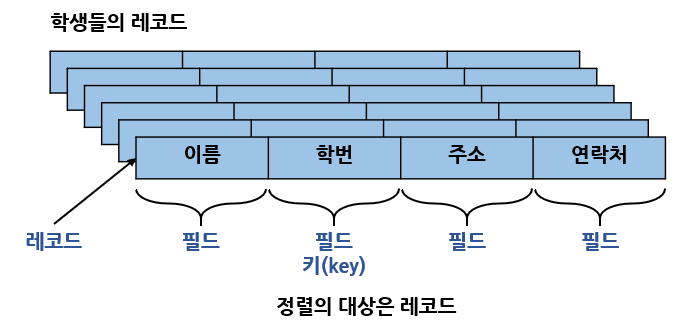 학생들의 레코드
이름 학번 주소 연락처
레코드 필드 필드 필드 필드
키(key)
정렬의 대상은 레코드